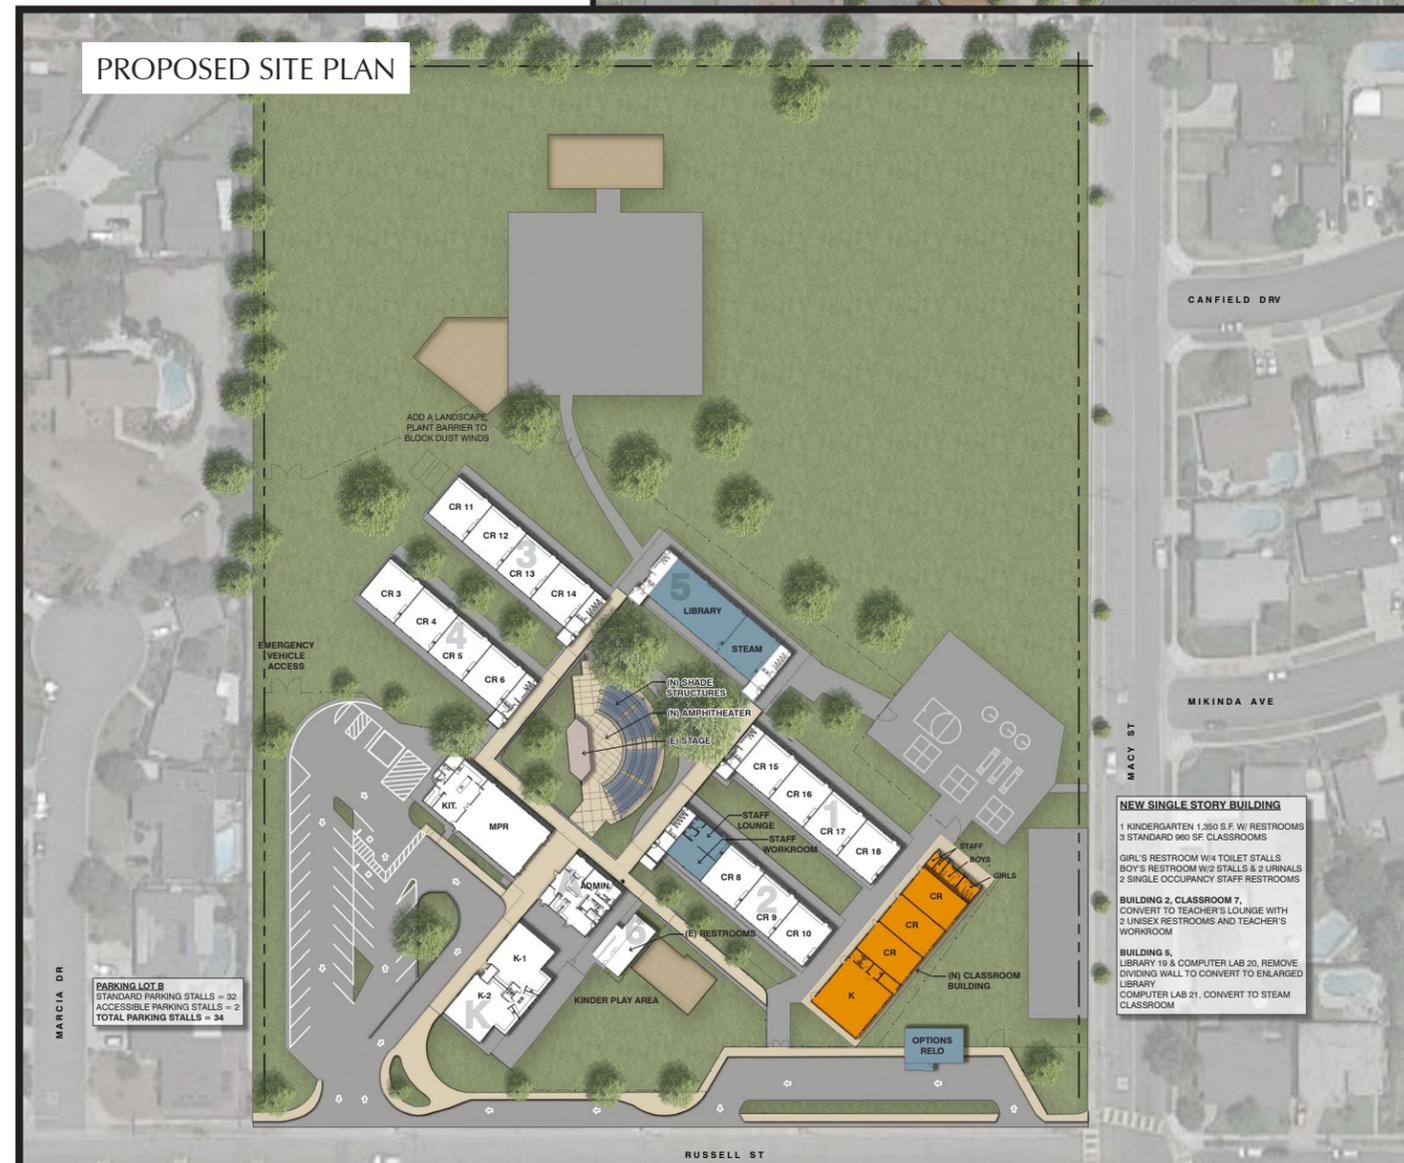 PROPOSED SITE PLAN
CANFIELD DRV
ADD A LANDSCAPE,
PLANT BARRIER TO
BLOCK DUST WINDS
CR 11
CR 12
3
CR 13
CR 14
CR 3
CR 4
4
CR 5
CR 6
5
LIBRARY
STEAM
EMERGENCY
VEHICLE
ACCESS
(N) SHADE
STRUCTURES
(N) AMPHITHEATER
(E) STAGE
MIKINDA AVE
MACY ST
CR 15
CR 16
1
CR 17
CR 18
KIT.
MPR
STAFF
LOUNGE
STAFF
WORKROOM
CR 8
2
CR 9
CR 10
ADMIN.
6
(E) RESTROOMS
K-1
K-2
K
KINDER PLAY AREA
STAFF
BOYS
GIRLS
CR
CR
CR
K
(N) CLASSROOM
BUILDING
OPTIONS
RELO
NEW SINGLE STORY BUILDING
1 KINDERGARTEN 1,350 S.F. W/ RESTROOMS
3 STANDARD 960 SF. CLASSROOMS
GIRL'S RESTROOM W/4 TOILET STALLS
BOY'S RESTROOM W/2 STALLS & 2 URINALS
2 SINGLE OCCUPANCY STAFF RESTROOMS
BUILDING 2, CLASSROOM 7,
CONVERT TO TEACHER'S LOUNGE WITH
2 UNISEX RESTROOMS AND TEACHER'S
WORKROOM
BUILDING 5,
LIBRARY 19 & COMPUTER LAB 20, REMOVE
DIVIDING WALL TO CONVERT TO ENLARGED
LIBRARY
COMPUTER LAB 21, CONVERT TO STEAM
CLASSROOM
MARCIA DR
PARKING LOT B
STANDARD PARKING STALLS = 32
ACCESSIBLE PARKING STALLS = 2
TOTAL PARKING STALLS = 34
RUSSELL ST